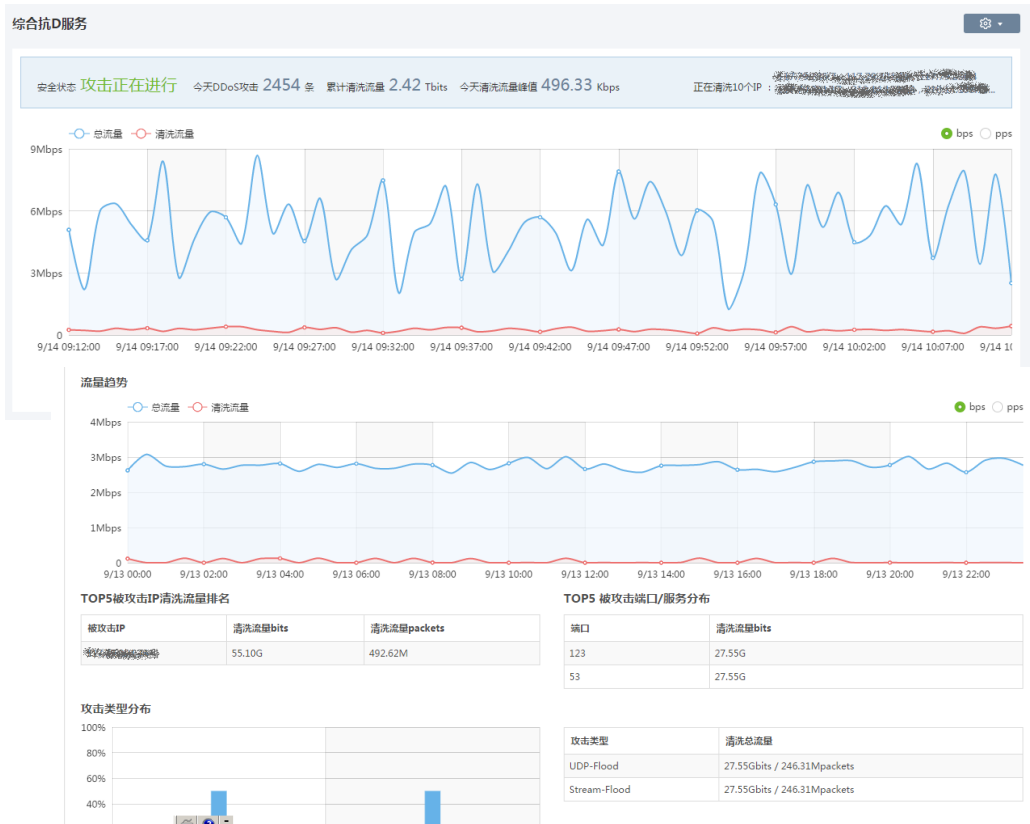 综合抗D服务
安全状态 攻击正在进行 今天DDoS攻击 2454 条 累计清洗流量 2.42 Tbits 今天清洗流量峰值 496.33 Kbps 正在清洗10个IP：
总流量 清洗流量 bps pps
9Mbps
6Mbps
3Mbps
0
9/14 09:12:00 9/14 09:17:00 9/14 09:22:00 9/14 09:27:00 9/14 09:32:00 9/14 09:37:00 9/14 09:42:00 9/14 09:47:00 9/14 09:52:00 9/14 09:57:00 9/14 10:02:00 9/14 10:07:00 9/14 10
流量趋势
总流量 清洗流量 bps pps
4Mbps
3Mbps
2Mbps
1Mbps
0
9/13 00:00 9/13 02:00 9/13 04:00 9/13 06:00 9/13 08:00 9/13 10:00 9/13 12:00 9/13 14:00 9/13 16:00 9/13 18:00 9/13 20:00 9/13 22:00
TOP5被攻击IP清洗流量排名
被攻击IP 清洗流量bits 清洗流量packets
55.10G 492.62M
TOP5 被攻击端口/服务分布
端口 清洗流量bits
123 27.55G
53 27.55G
攻击类型分布
100%
80%
60%
40%
攻击类型 清洗总流量
UDP-Flood 27.55Gbits / 246.31Mpackets
Stream-Flood 27.55Gbits / 246.31Mpackets